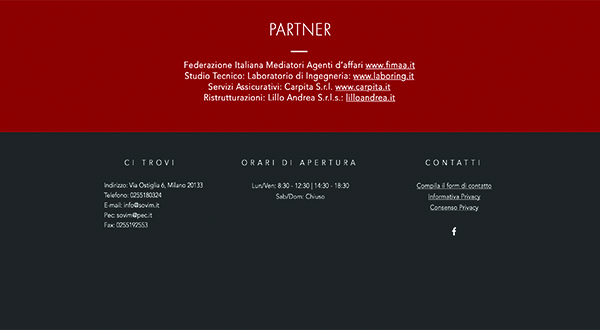 PARTNER
Federazione Italiana Mediatori Agenti d'affari www.fimaa.it
Studio Tecnico: Laboratorio di Ingegneria: www.laboring.it
Servizi Assicurativi: Carpita S.r.l. www.carpita.it
Ristrutturazioni: Lillo Andrea S.r.l.s.: lilloandrea.it
CI TROVI
Indirizzo: Via Ostiglia 6, Milano 20133
Telefono: 0255180324
E-mail: info@sovim.it
Pec: sovim@pec.it
Fax: 0255192553
ORARI DI APERTURA
Lun/Ven: 8:30 - 12:30 | 14:30 - 18:30
Sab/Dom: Chiuso
CONTATTI
Compila il form di contatto
Informativa Privacy
Consenso Privacy